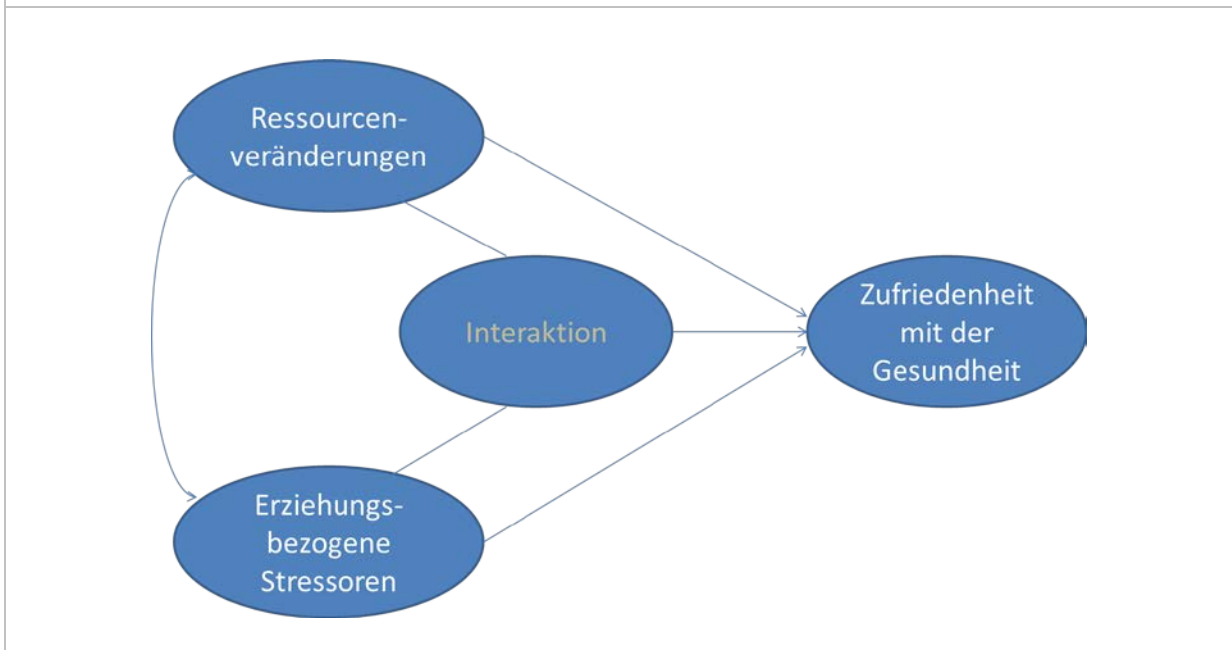 Ressourcen-
veränderungen
Interaktion
Zufriedenheit
mit der
Gesundheit
Erziehungs-
bezogene
Stressoren